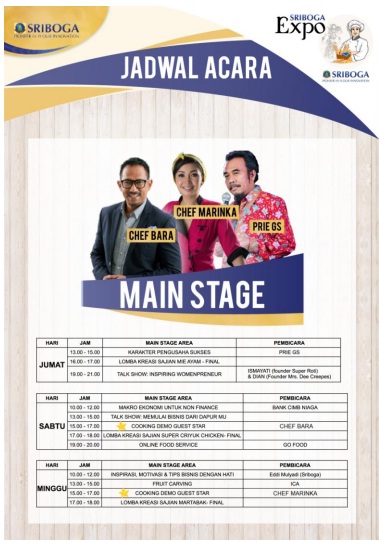 SRIBOGA
SRIBOGA
Expo
SRIBOGA
JADWAL ACARA
CHEF MARINKA
CHEF BARA
PRIE GS
MAIN STAGE
HARI JAM MAIN STAGE AREA PEMBICARA
JUMAT
13.00 - 15.00 KARAKTER PENGUSAHA SUKSES PRIE GS
16.00 - 17.00 LOMBA KREASI SAJIAN MIE AYAM - FINAL
19.00 - 21.00 TALK SHOW: INSPIRING WOMENPRENEUR ISMAYATI (founder Super Roti)
& DIAN (Founder Mrs. Dee Creepes)
HARI JAM MAIN STAGE AREA PEMBICARA
SABTU
10.00 - 12.00 MAKRO EKONOMI UNTUK NON FINANCE BANK CIMB NIAGA
13.00 - 15.00 TALK SHOW: MEMULAI BISNIS DARI DAPUR MU
15.00 - 17.00 COOKING DEMO GUEST STAR CHEF BARA
17.00 - 18.00 LOMBA KREASI SAJIAN SUPER CRIYUK CHICKEN- FINAL
19.00 - 20.00 ONLINE FOOD SERVICE GO FOOD
HARI JAM MAIN STAGE AREA PEMBICARA
MINGGU
10.00 - 12.00 INSPIRASI, MOTIVASI & TIPS BISNIS DENGAN HATI Eddi Mulyadi (Sriboga)
13.00 - 15.00 FRUIT CARVING ICA
15.00 - 17.00 COOKING DEMO GUEST STAR CHEF MARINKA
17.00 - 18.00 LOMBA KREASI SAJIAN MARTABAK- FINAL